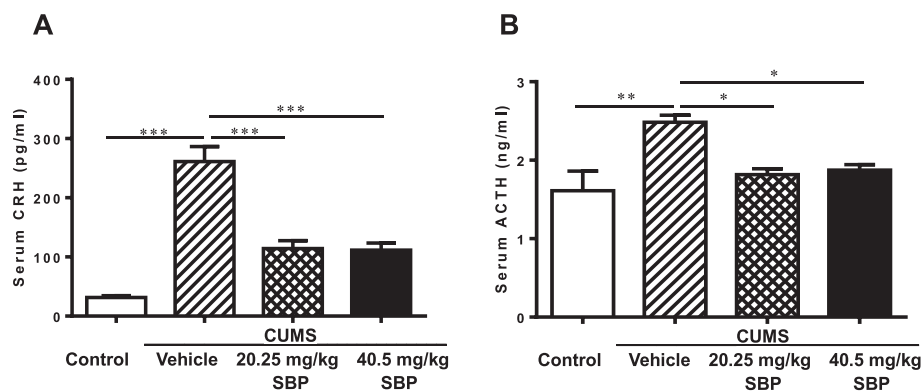 A
Serum CRH (pg/ml)
400
300
200
100
0
***
***
***
CUMS
Control
Vehicle
20.25 mg/kg
SBP
40.5 mg/kg
SBP
B
Serum ACTH (ng/ml)
3
2
1
0
**
*
*
CUMS
Control
Vehicle
20.25 mg/kg
SBP
40.5 mg/kg
SBP